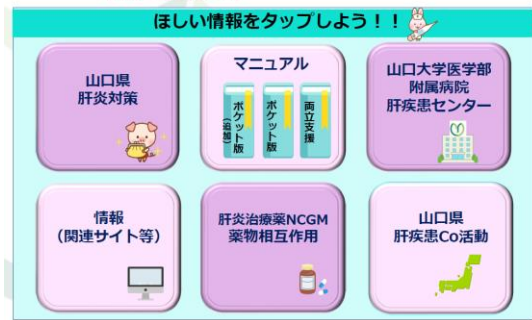 ほしい情報をタップしよう！！
山口県
肝炎対策
マニュアル
ポケット版
（追加）
ポケット版
両立支援
山口大学医学部
附属病院
肝疾患センター
情報
（関連サイト等）
肝炎治療薬NCGM
薬物相互作用
山口県
肝疾患Co活動